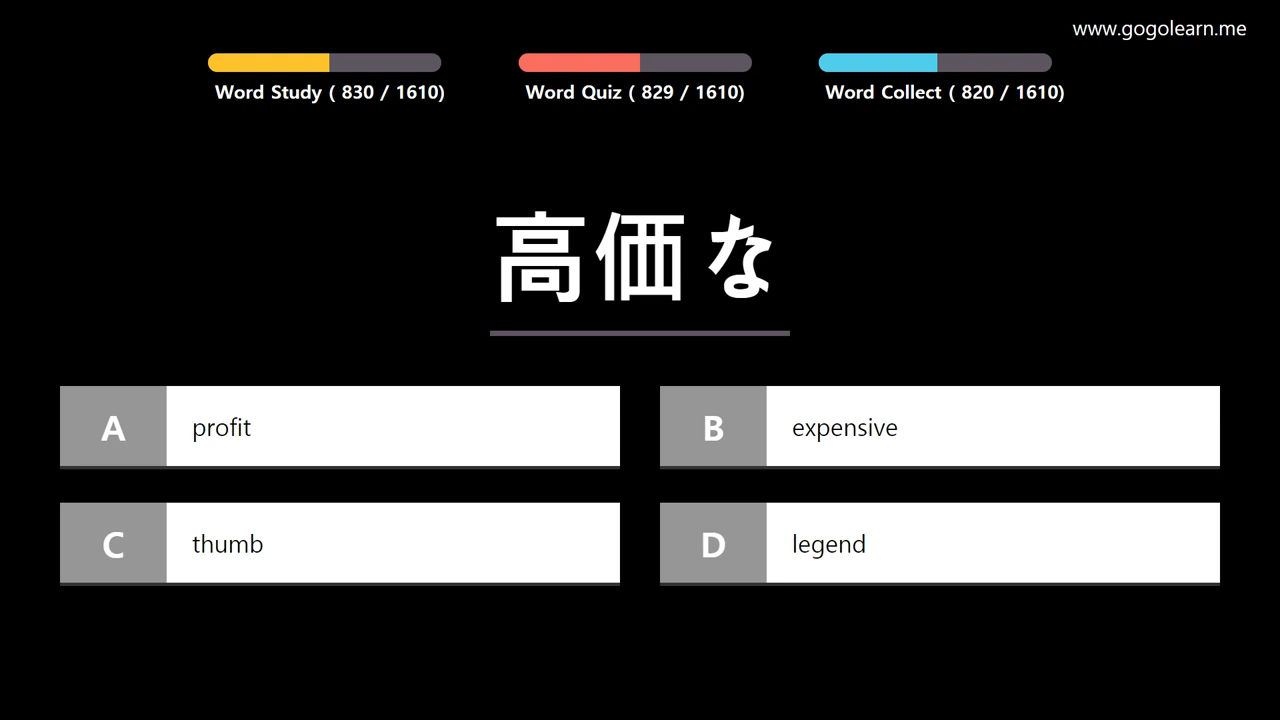 www.gogolearn.me
Word Study ( 830 / 1610)
Word Quiz ( 829 / 1610)
Word Collect ( 820 / 1610)
高価な
A profit
B expensive
C thumb
D legend